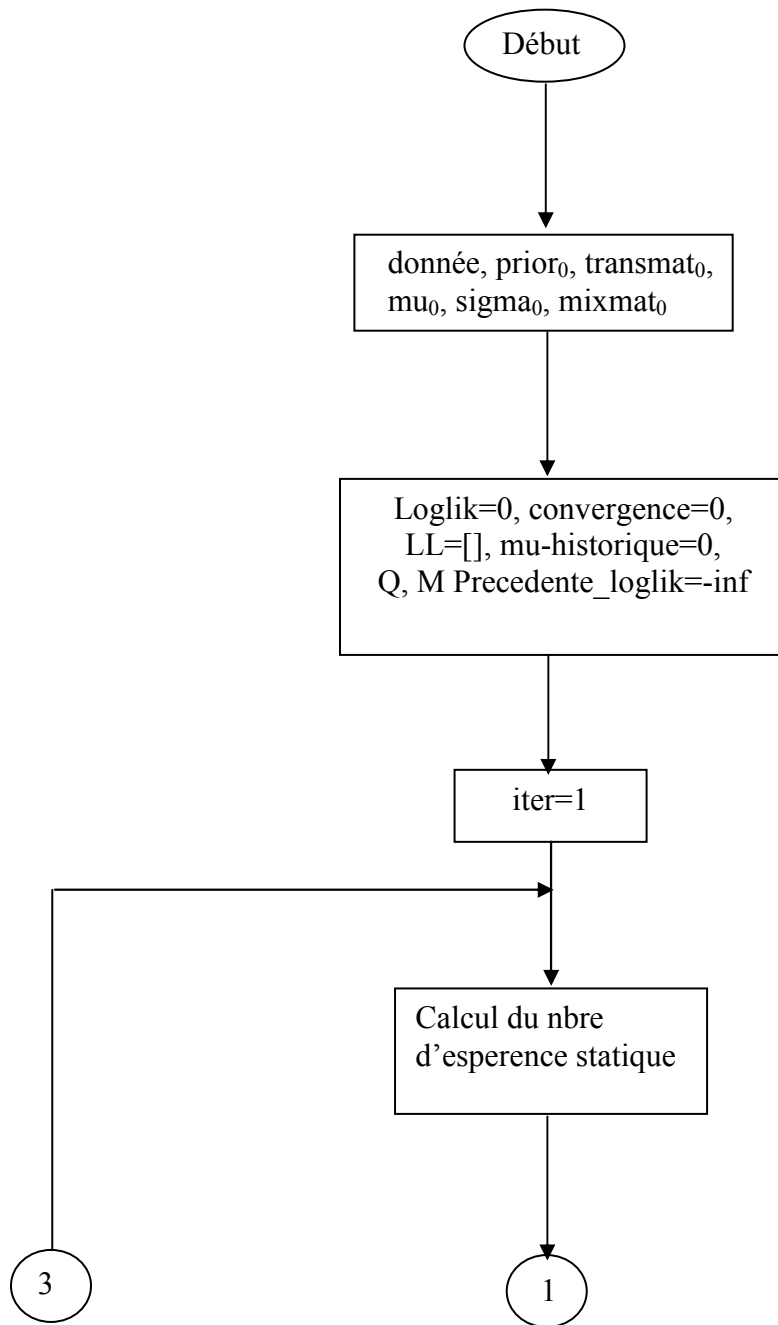 Début
donnée, prior₀, transmat₀,
mu₀, sigma₀, mixmat₀
Loglik=0, convergence=0,
LL=[], mu-historique=0,
Q, M Precedente_loglik=-inf
iter=1
Calcul du nbre
d’esperence statique
3
1